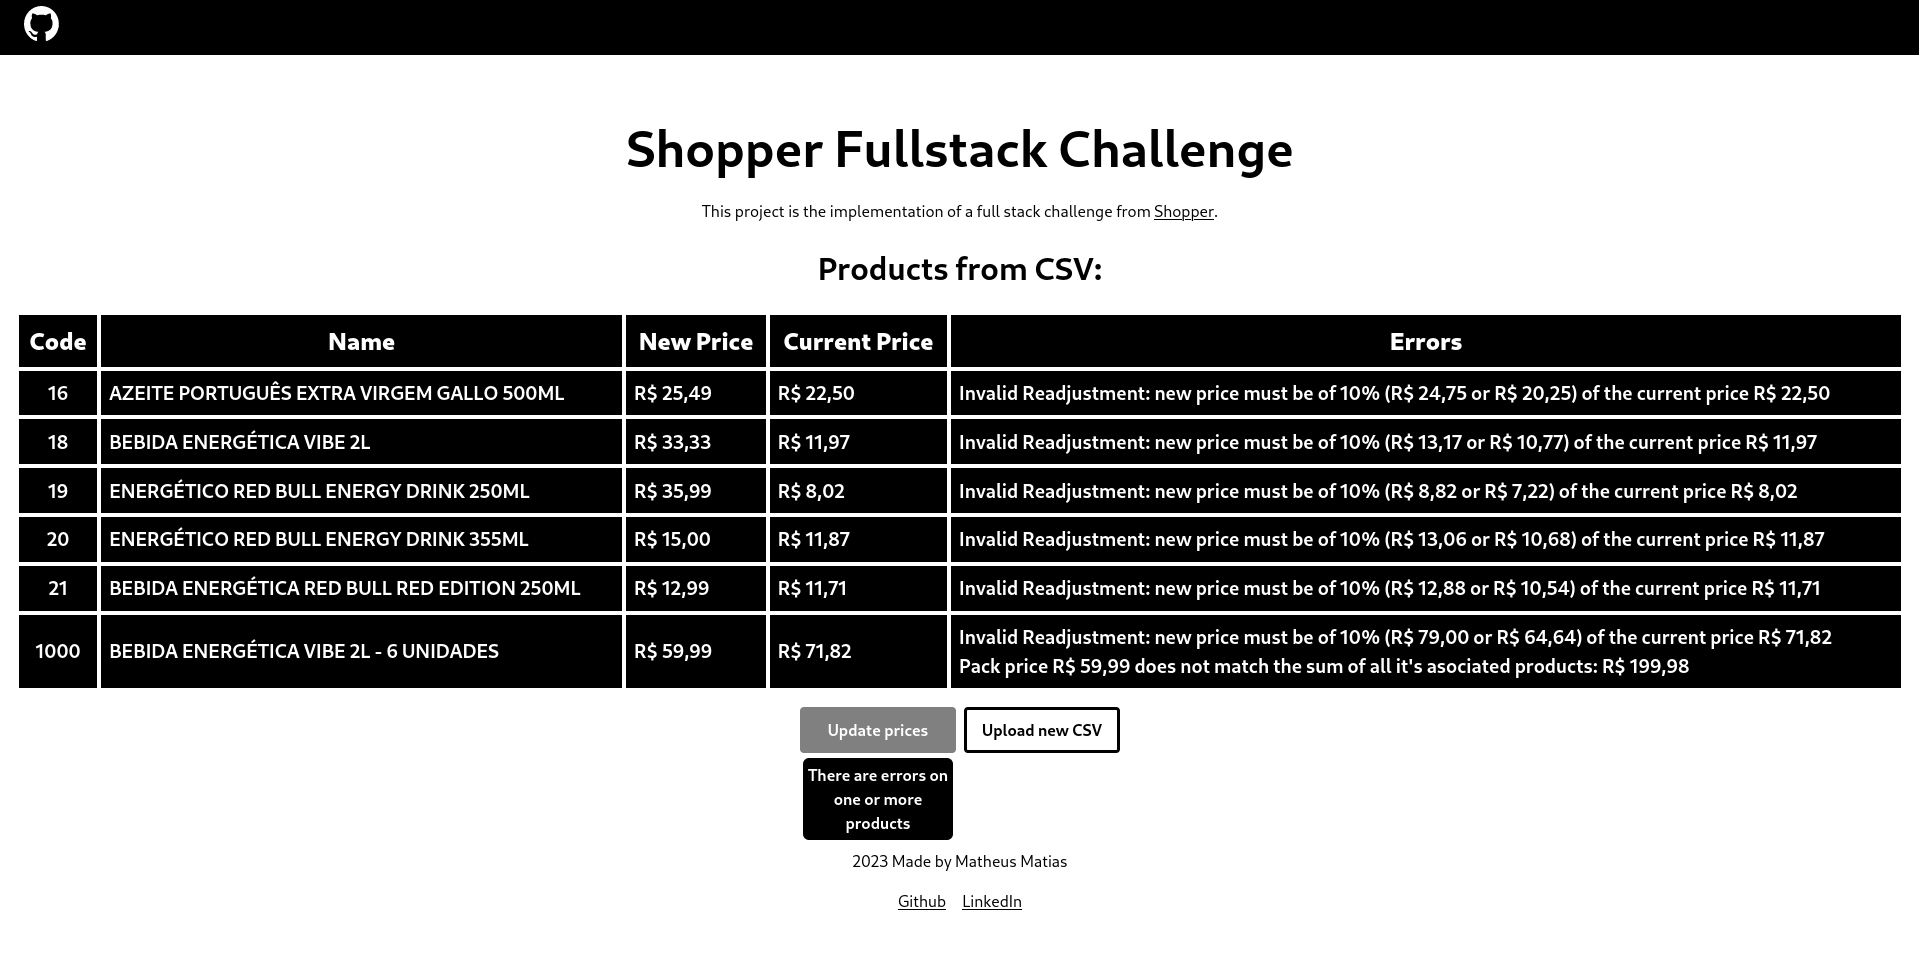 Shopper Fullstack Challenge
This project is the implementation of a full stack challenge from Shopper.
Products from CSV:
Code Name New Price Current Price Errors
16 AZEITE PORTUGUÊS EXTRA VIRGEM GALLO 500ML R$ 25,49 R$ 22,50 Invalid Readjustment: new price must be of 10% (R$ 24,75 or R$ 20,25) of the current price R$ 22,50
18 BEBIDA ENERGÉTICA VIBE 2L R$ 33,33 R$ 11,97 Invalid Readjustment: new price must be of 10% (R$ 13,17 or R$ 10,77) of the current price R$ 11,97
19 ENERGÉTICO RED BULL ENERGY DRINK 250ML R$ 35,99 R$ 8,02 Invalid Readjustment: new price must be of 10% (R$ 8,82 or R$ 7,22) of the current price R$ 8,02
20 ENERGÉTICO RED BULL ENERGY DRINK 355ML R$ 15,00 R$ 11,87 Invalid Readjustment: new price must be of 10% (R$ 13,06 or R$ 10,68) of the current price R$ 11,87
21 BEBIDA ENERGÉTICA RED BULL RED EDITION 250ML R$ 12,99 R$ 11,71 Invalid Readjustment: new price must be of 10% (R$ 12,88 or R$ 10,54) of the current price R$ 11,71
1000 BEBIDA ENERGÉTICA VIBE 2L - 6 UNIDADES R$ 59,99 R$ 71,82 Invalid Readjustment: new price must be of 10% (R$ 79,00 or R$ 64,64) of the current price R$ 71,82
Pack price R$ 59,99 does not match the sum of all it's asociated products: R$ 199,98
Update prices Upload new CSV
There are errors on
one or more
products
2023 Made by Matheus Matias
Github LinkedIn